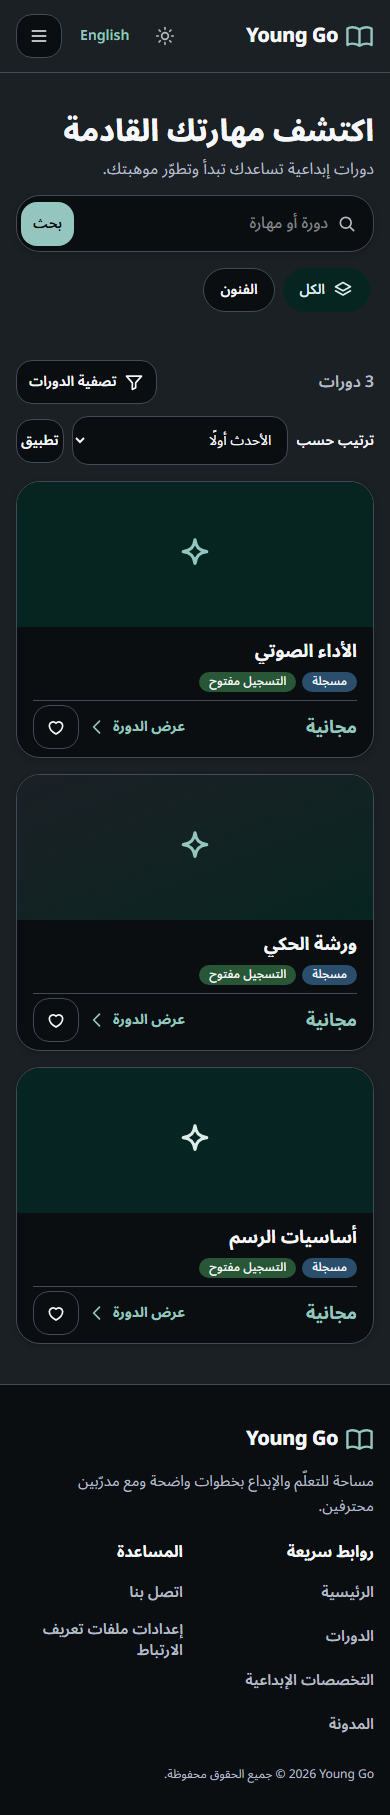 Young Go
English
اكتشف مهارتك القادمة
دورات إبداعية تساعدك تبدأ وتطوّر موهبتك.
دورة أو مهارة
بحث
الكل
الفنون
3 دورات
تصفية الدورات
ترتيب حسب
الأحدث أولًا
تطبيق
الأداء الصوتي
مسجلة
التسجيل مفتوح
مجانية
عرض الدورة
ورشة الحكي
مسجلة
التسجيل مفتوح
مجانية
عرض الدورة
أساسيات الرسم
مسجلة
التسجيل مفتوح
مجانية
عرض الدورة
Young Go
مساحة للتعلّم والإبداع بخطوات واضحة ومع مدرّبين
محترفين.
روابط سريعة
الرئيسية
الدورات
التخصصات الإبداعية
المدونة
المساعدة
اتصل بنا
إعدادات ملفات تعريف
الارتباط
Young Go 2026 © جميع الحقوق محفوظة.